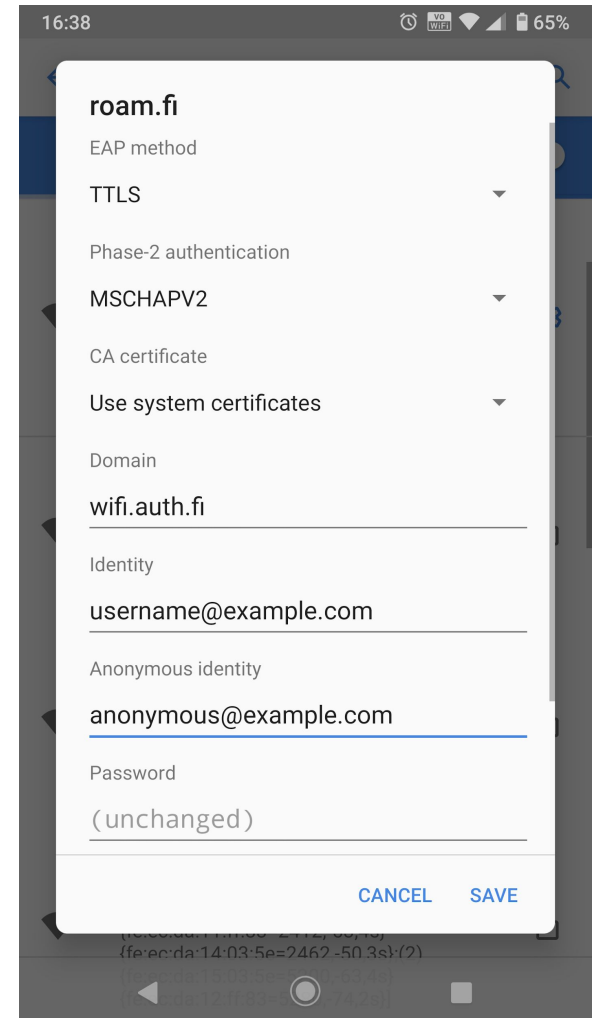 16:38
VO
WiFi
65%
roam.fi
EAP method
TTLS
Phase-2 authentication
MSCHAPV2
CA certificate
Use system certificates
Domain
wifi.auth.fi
Identity
username@example.com
Anonymous identity
anonymous@example.com
Password
(unchanged)
CANCEL
SAVE
{fe:ec:da:14:03:5e=2462,-50,3s};(2)